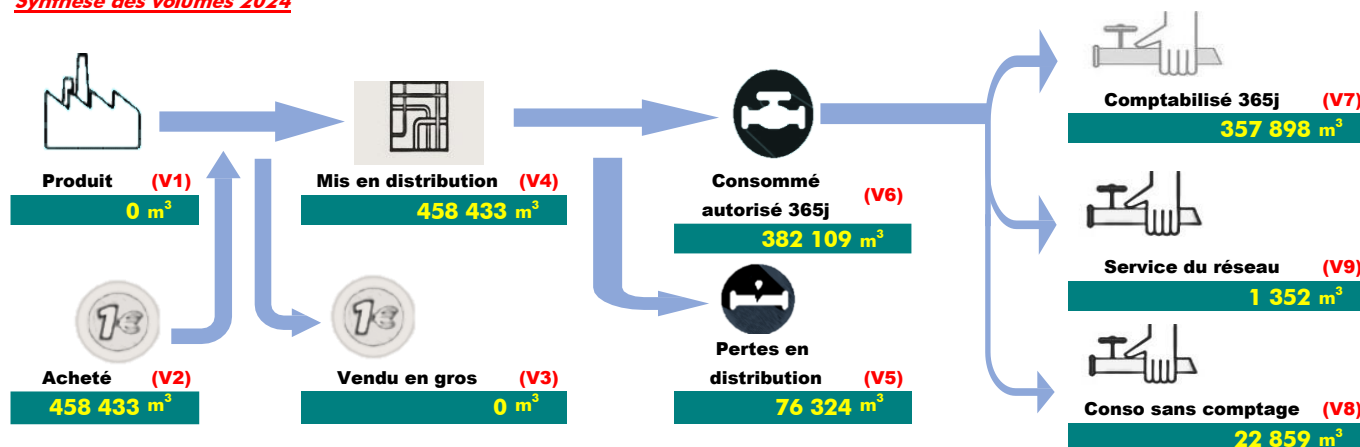 Synthèse des volumes 2024
Produit (V1)
0 m³
Acheté (V2)
458 433 m³
Mis en distribution (V4)
458 433 m³
Vendu en gros (V3)
0 m³
Consommé
autorisé 365j (V6)
382 109 m³
Pertes en
distribution (V5)
76 324 m³
Comptabilisé 365j (V7)
357 898 m³
Service du réseau (V9)
1 352 m³
Conso sans comptage (V8)
22 859 m³
1€
1€